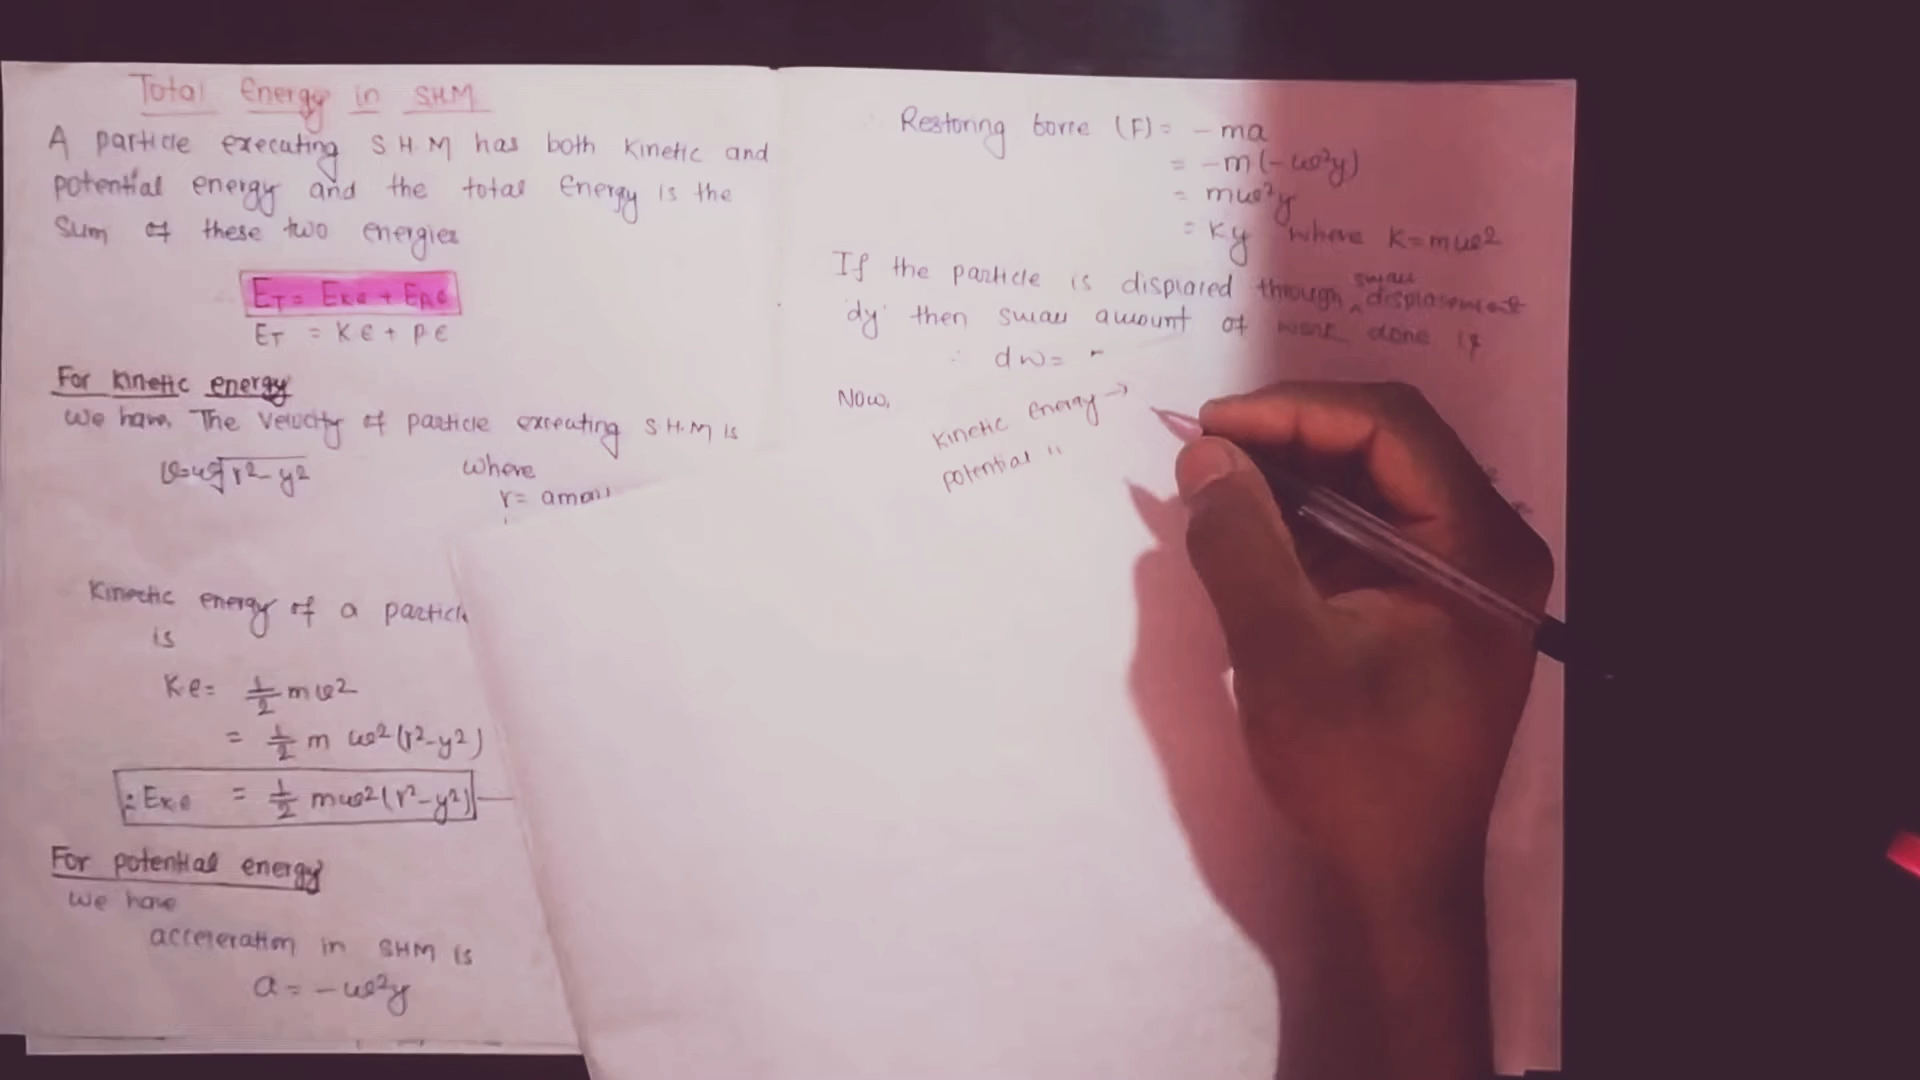 Total Energy in SHM
A particle executing S.H.M has both Kinetic and
potential energy and the total Energy is the
Sum of these two energies
ET = EKe + EPe
ET = Ke + pe
For kinetic energy
We have The Velocity of particle executing S.H.M is
v=ω√r²-y² where
r=
Kinetic energy of a particle
is
K.e= 1/2 mv²
= 1/2 m ω²(r²-y²)
∴ EKe = 1/2 mω²(r²-y²)
For potential energy
we have
acceleration in SHM is
a = -ω²y
Restoring force (F) = -ma
= -m(-ω²y)
= mω²y
= Ky where K=mω²
If the particle is displaced through small displacement
'dy' then small amount of work done is
∴ dw=
Now,
Kinetic energy →
potential "